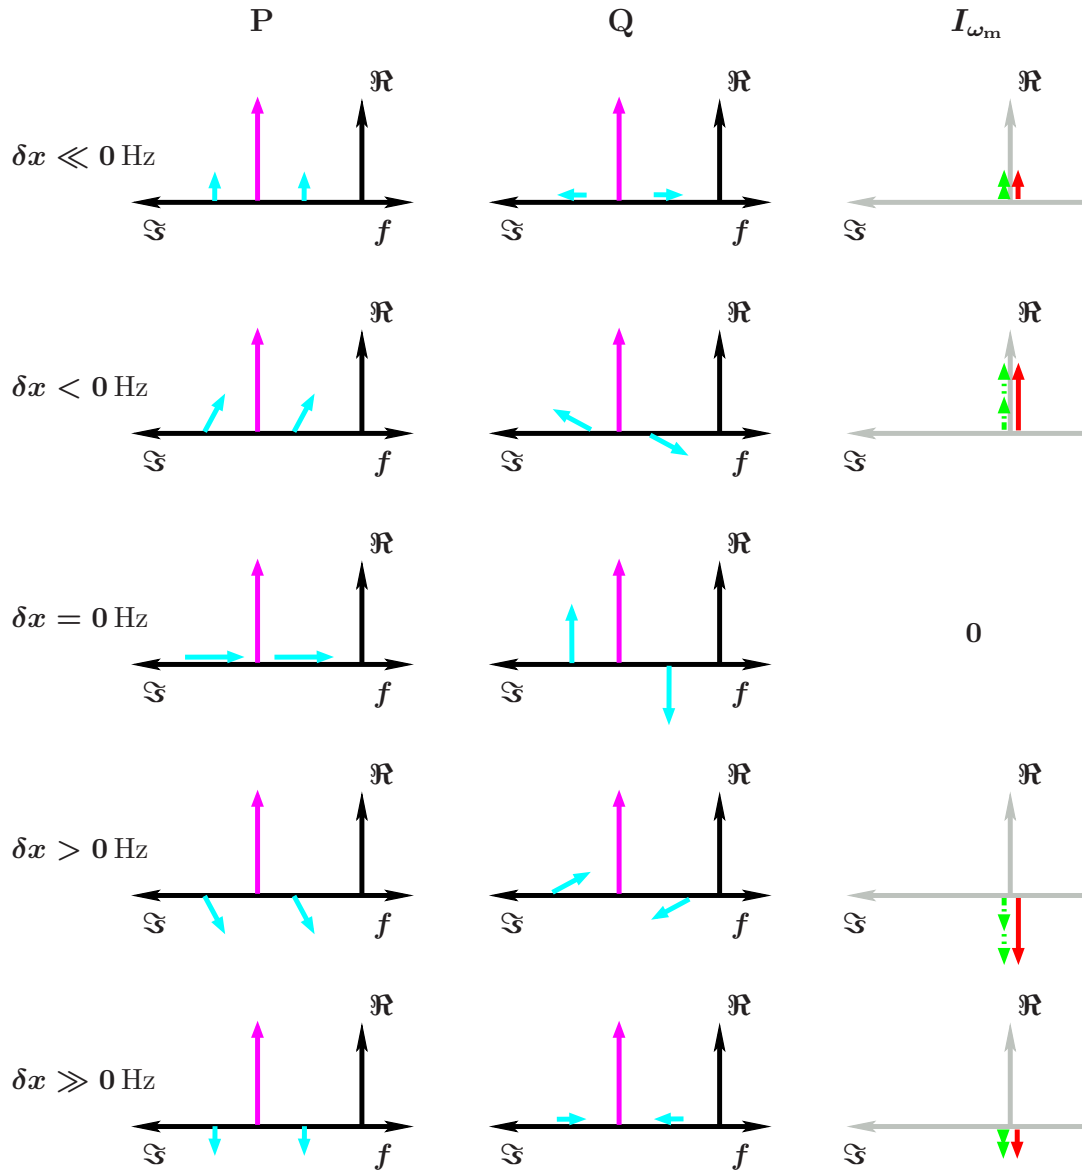 P Q I_{ω_m}
ℜ ℜ ℜ
δx ≪ 0 Hz
ℑ f ℑ f ℑ
ℜ ℜ ℜ
δx < 0 Hz
ℑ f ℑ f ℑ
ℜ ℜ
δx = 0 Hz 0
ℑ f ℑ f
ℜ ℜ ℜ
δx > 0 Hz
ℑ f ℑ f ℑ
ℜ ℜ ℜ
δx ≫ 0 Hz
ℑ f ℑ f ℑ